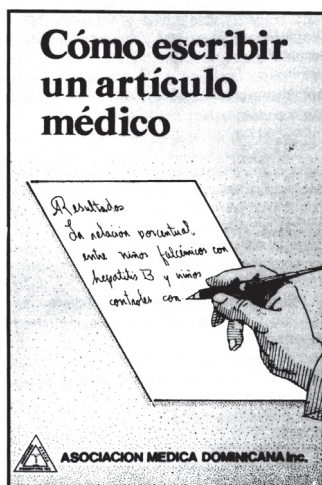 Cómo escribir
un artículo
médico
Resultados
La relación porcentual,
entre niños falcémicos con
hepatitis B y niños
controles con
ASOCIACION MEDICA DOMINICANA Inc.